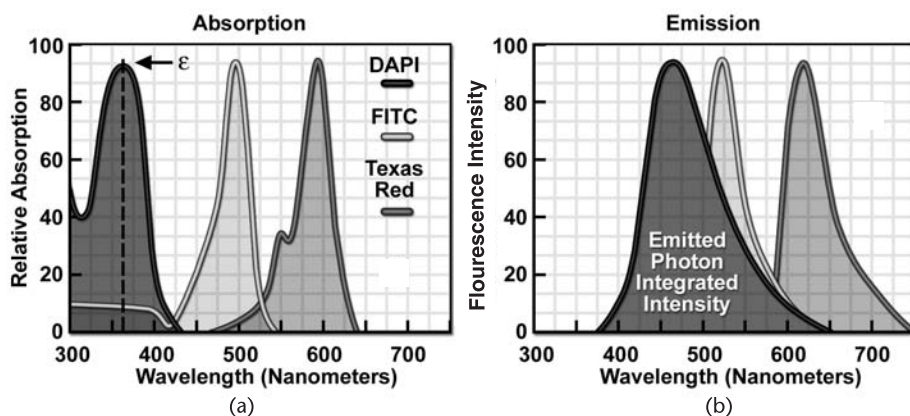 Absorption
100
80
60
40
20
0
Relative Absorption
ε
DAPI
FITC
Texas
Red
300 400 500 600 700
Wavelength (Nanometers)
(a)
Emission
100
80
60
40
20
0
Flourescence Intensity
Emitted
Photon
Integrated
Intensity
300 400 500 600 700
Wavelength (Nanometers)
(b)